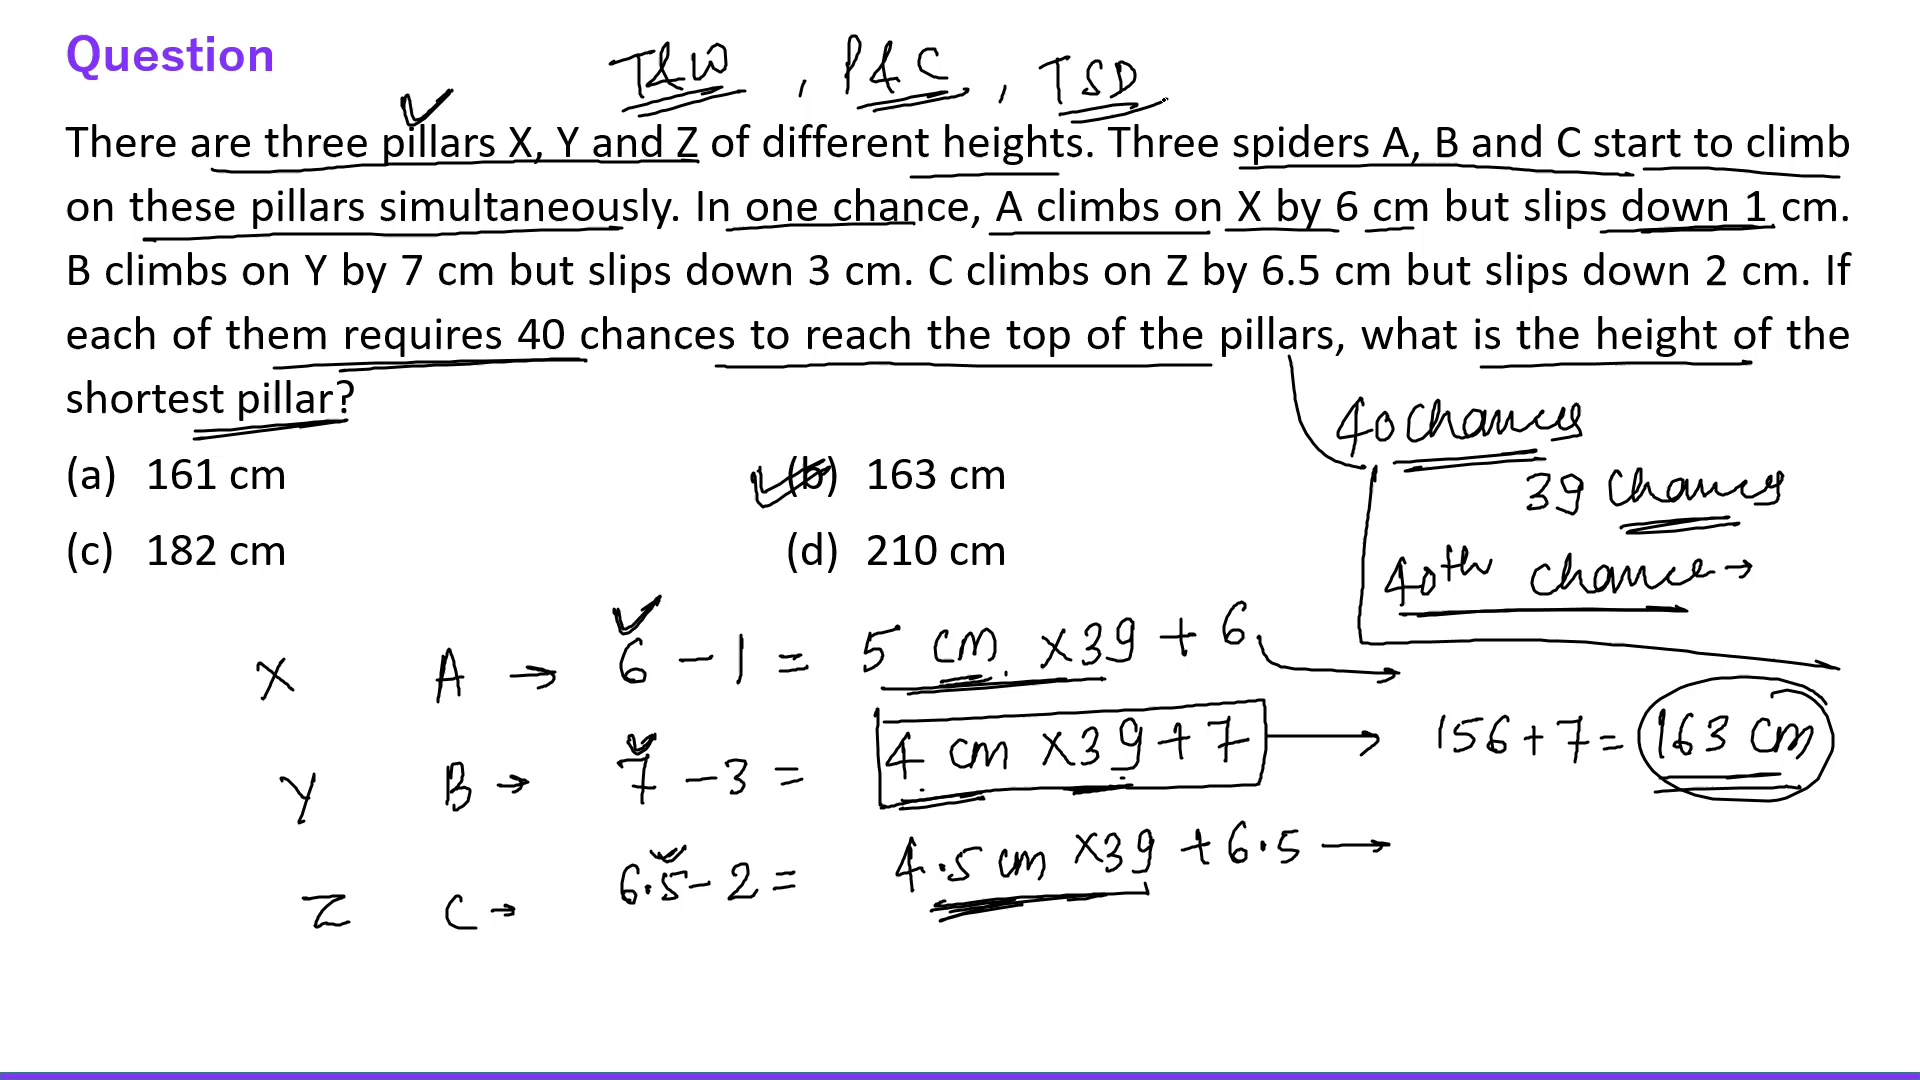 Question
T&W , P&C , TSD
There are three pillars X, Y and Z of different heights. Three spiders A, B and C start to climb
on these pillars simultaneously. In one chance, A climbs on X by 6 cm but slips down 1 cm.
B climbs on Y by 7 cm but slips down 3 cm. C climbs on Z by 6.5 cm but slips down 2 cm. If
each of them requires 40 chances to reach the top of the pillars, what is the height of the
shortest pillar?
40 chances
(a) 161 cm (b) 163 cm
39 chances
(c) 182 cm (d) 210 cm
40th chance →
X A → 6 - 1 = 5 cm ×39 + 6
Y B → 7 - 3 = 4 cm ×39 + 7 → 156 + 7 = 163 cm
Z C → 6.5 - 2 = 4.5 cm ×39 + 6.5 →